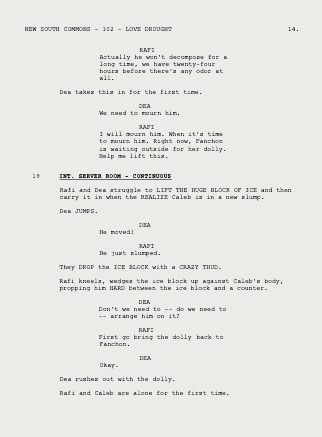 NEW SOUTH COMMONS - 102 - LOVE DROUGHT 14.
RAFI
Actually he won't decompose for a
long time, we have twenty-four
hours before there's any odor at
all.
Dea takes this in for the first time.
DEA
We need to mourn him.
RAFI
I will mourn him. When it's time
to mourn him. Right now, Fanchon
is waiting outside for her dolly.
Help me lift this.
19 INT. SERVER ROOM - CONTINUOUS
Rafi and Dea struggle to LIFT THE HUGE BLOCK OF ICE and then
carry it in when the REALIZE Caleb is in a new slump.
Dea JUMPS.
DEA
He moved!
RAFI
He just slumped.
They DROP the ICE BLOCK with a CRAZY THUD.
Rafi kneels, wedges the ice block up against Caleb's body,
propping him HARD between the ice block and a counter.
DEA
Don't we need to -- do we need to
-- arrange him on it?
RAFI
First go bring the dolly back to
Fanchon.
DEA
Okay.
Dea rushes out with the dolly.
Rafi and Caleb are alone for the first time.